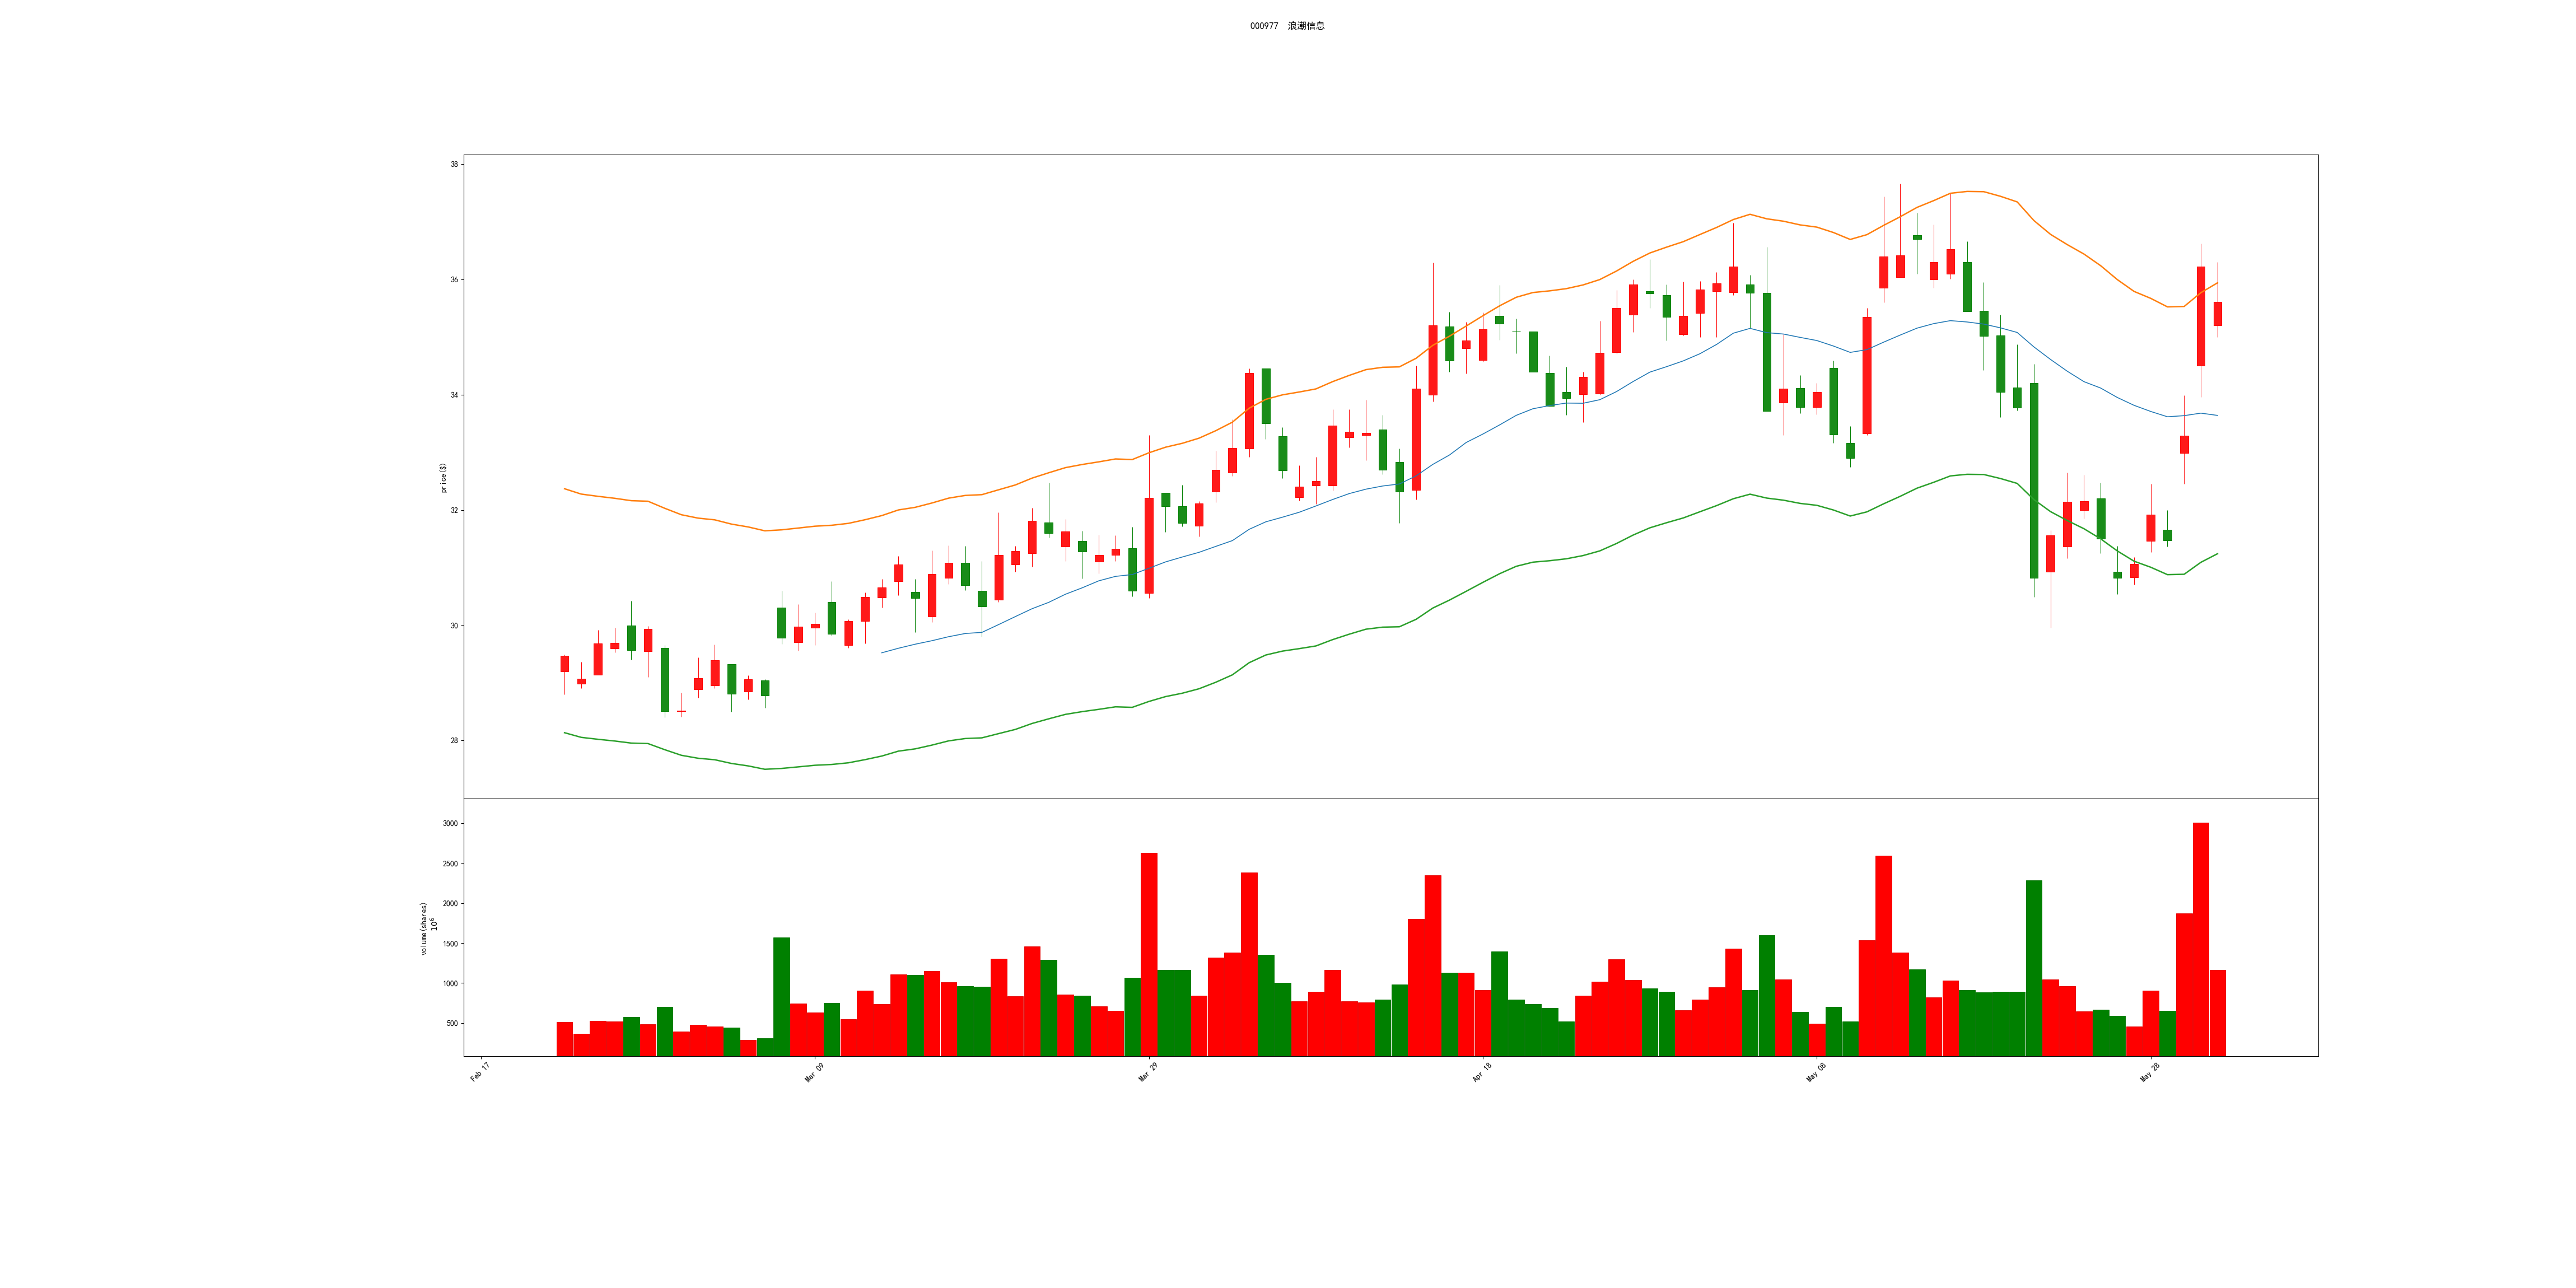 000977 浪潮信息
38
36
34
32
30
28
price($)
3000
2500
2000
1500
1000
500
volume(shares)
10⁶
Feb 17
Mar 09
Mar 29
Apr 18
May 08
May 28